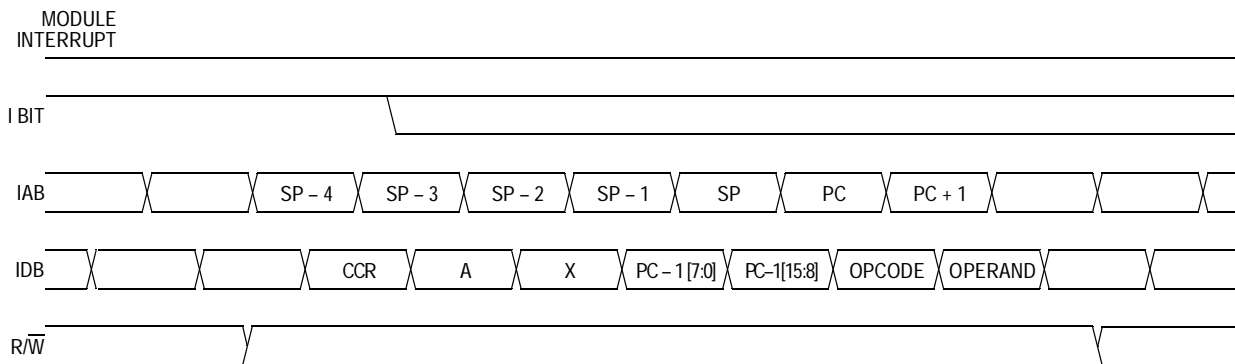 MODULE
INTERRUPT
I BIT
IAB SP – 4 SP – 3 SP – 2 SP – 1 SP PC PC + 1
IDB CCR A X PC – 1 [7:0] PC–1[15:8] OPCODE OPERAND
R/W̅